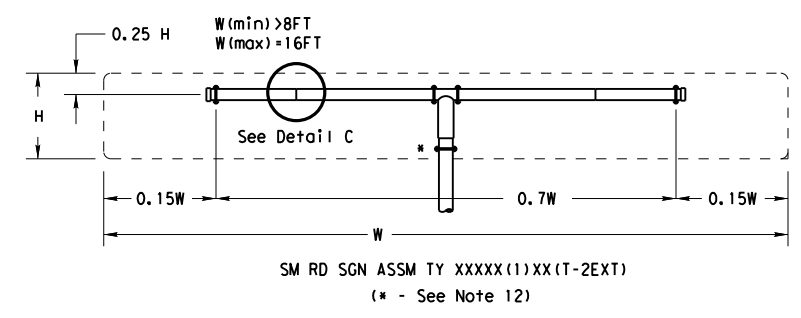 W(min) >8FT
W(max) =16FT
0.25 H
H
See Detail C
*
0.15W
0.7W
0.15W
W
SM RD SGN ASSM TY XXXXX(1)XX(T-2EXT)
(* - See Note 12)